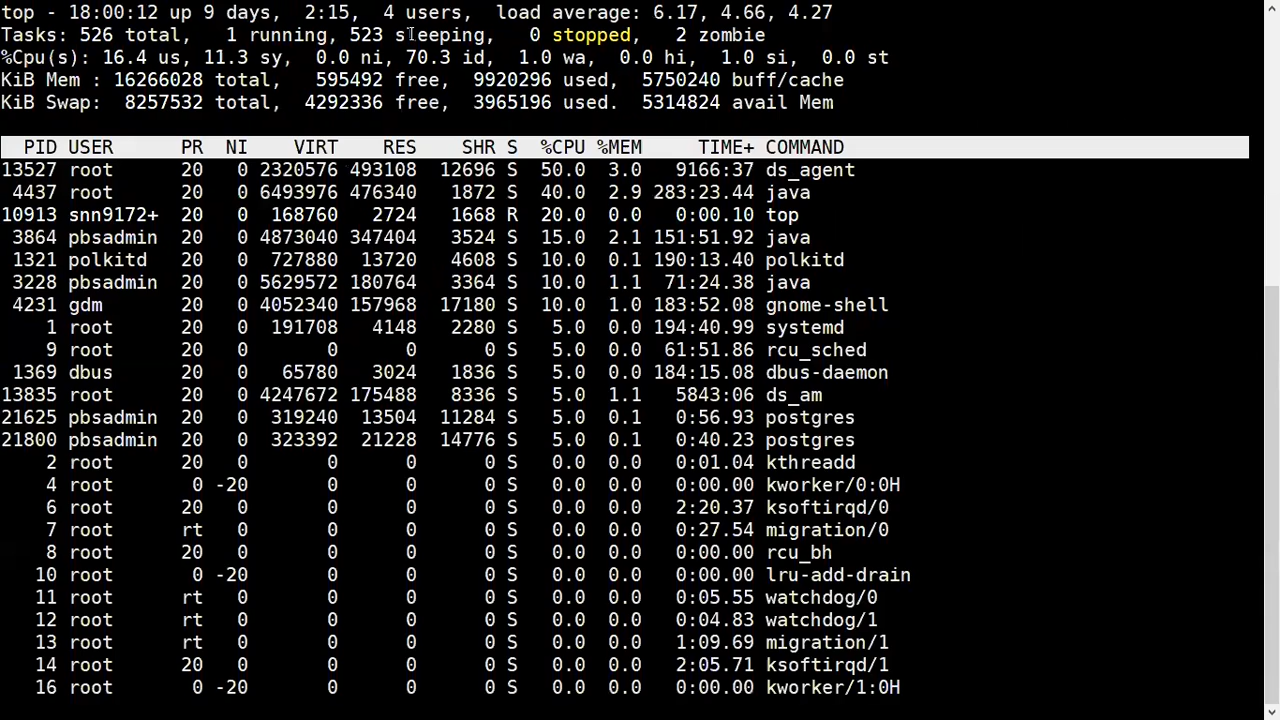 top - 18:00:12 up 9 days,  2:15,  4 users,  load average: 6.17, 4.66, 4.27
Tasks: 526 total,   1 running, 523 sleeping,   0 stopped,   2 zombie
%Cpu(s): 16.4 us, 11.3 sy,  0.0 ni, 70.3 id,  1.0 wa,  0.0 hi,  1.0 si,  0.0 st
KiB Mem : 16266028 total,   595492 free,  9920296 used,  5750240 buff/cache
KiB Swap:  8257532 total,  4292336 free,  3965196 used.  5314824 avail Mem
PID USER PR NI VIRT RES SHR S %CPU %MEM TIME+ COMMAND
13527 root 20 0 2320576 493108 12696 S 50.0 3.0 9166:37 ds_agent
4437 root 20 0 6493976 476340 1872 S 40.0 2.9 283:23.44 java
10913 snn9172+ 20 0 168760 2724 1668 R 20.0 0.0 0:00.10 top
3864 pbsadmin 20 0 4873040 347404 3524 S 15.0 2.1 151:51.92 java
1321 polkitd 20 0 727880 13720 4608 S 10.0 0.1 190:13.40 polkitd
3228 pbsadmin 20 0 5629572 180764 3364 S 10.0 1.1 71:24.38 java
4231 gdm 20 0 4052340 157968 17180 S 10.0 1.0 183:52.08 gnome-shell
1 root 20 0 191708 4148 2280 S 5.0 0.0 194:40.99 systemd
9 root 20 0 0 0 0 S 5.0 0.0 61:51.86 rcu_sched
1369 dbus 20 0 65780 3024 1836 S 5.0 0.0 184:15.08 dbus-daemon
13835 root 20 0 4247672 175488 8336 S 5.0 1.1 5843:06 ds_am
21625 pbsadmin 20 0 319240 13504 11284 S 5.0 0.1 0:56.93 postgres
21800 pbsadmin 20 0 323392 21228 14776 S 5.0 0.1 0:40.23 postgres
2 root 20 0 0 0 0 S 0.0 0.0 0:01.04 kthreadd
4 root 0 -20 0 0 0 S 0.0 0.0 0:00.00 kworker/0:0H
6 root 20 0 0 0 0 S 0.0 0.0 2:20.37 ksoftirqd/0
7 root rt 0 0 0 0 S 0.0 0.0 0:27.54 migration/0
8 root 20 0 0 0 0 S 0.0 0.0 0:00.00 rcu_bh
10 root 0 -20 0 0 0 S 0.0 0.0 0:00.00 lru-add-drain
11 root rt 0 0 0 0 S 0.0 0.0 0:05.55 watchdog/0
12 root rt 0 0 0 0 S 0.0 0.0 0:04.83 watchdog/1
13 root rt 0 0 0 0 S 0.0 0.0 1:09.69 migration/1
14 root 20 0 0 0 0 S 0.0 0.0 2:05.71 ksoftirqd/1
16 root 0 -20 0 0 0 S 0.0 0.0 0:00.00 kworker/1:0H